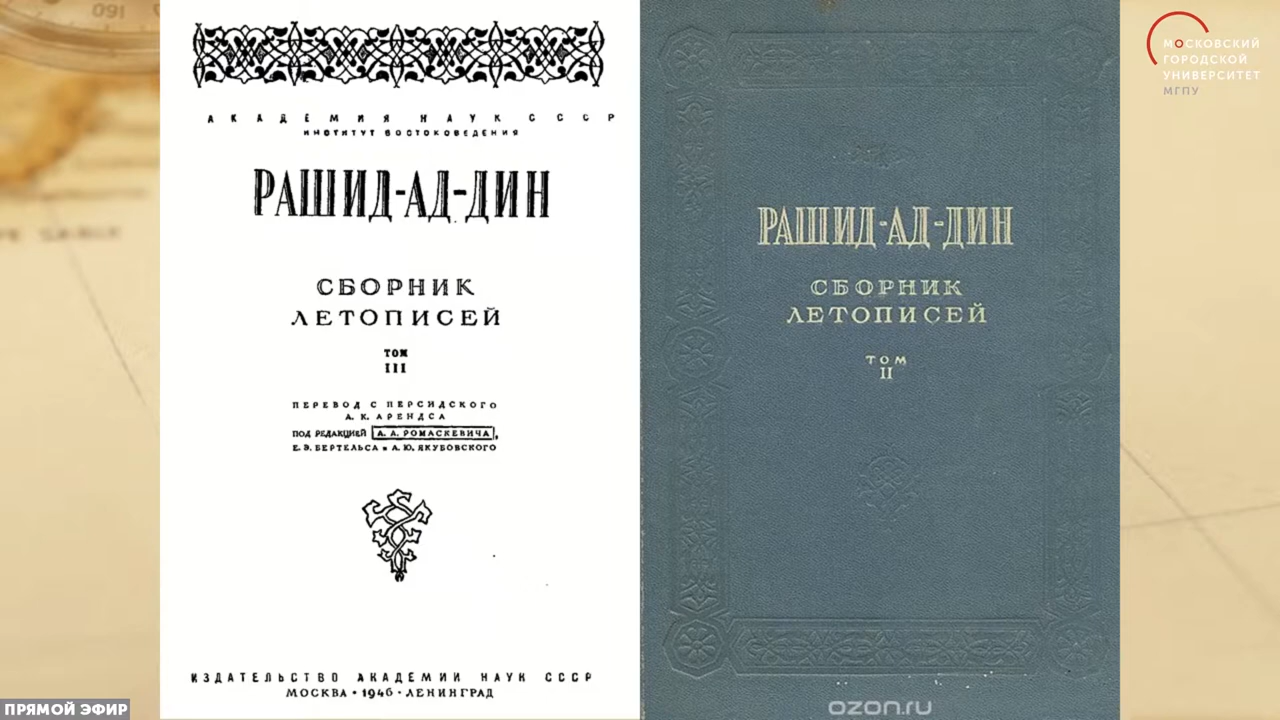 АКАДЕМИЯ НАУК СССР
ИНСТИТУТ ВОСТОКОВЕДЕНИЯ
РАШИД-АД-ДИН
СБОРНИК
ЛЕТОПИСЕЙ
ТОМ
III
ПЕРЕВОД С ПЕРСИДСКОГО
А. К. АРЕНДСА
ПОД РЕДАКЦИЕЙ А. А. РОМАСКЕВИЧА,
Е. Э. БЕРТЕЛЬСА и А. Ю. ЯКУБОВСКОГО
ИЗДАТЕЛЬСТВО АКАДЕМИИ НАУК СССР
МОСКВА • 1946 • ЛЕНИНГРАД
РАШИД-АД-ДИН
СБОРНИК
ЛЕТОПИСЕЙ
ТОМ
II
ozon.ru
МОСКОВСКИЙ
ГОРОДСКОЙ
УНИВЕРСИТЕТ
МГПУ
ПРЯМОЙ ЭФИР